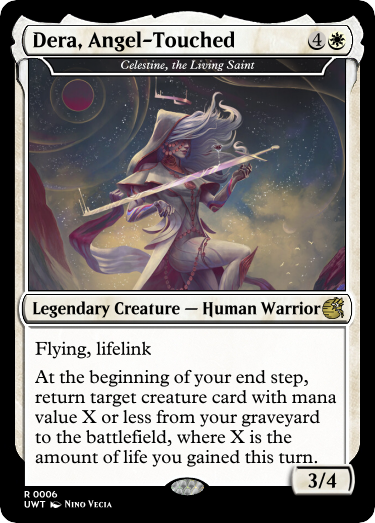 Dera, Angel-Touched 4
Celestine, the Living Saint
Legendary Creature — Human Warrior
Flying, lifelink
At the beginning of your end step,
return target creature card with mana
value X or less from your graveyard
to the battlefield, where X is the
amount of life you gained this turn.
3/4
R 0006
UWT Nino Vecia